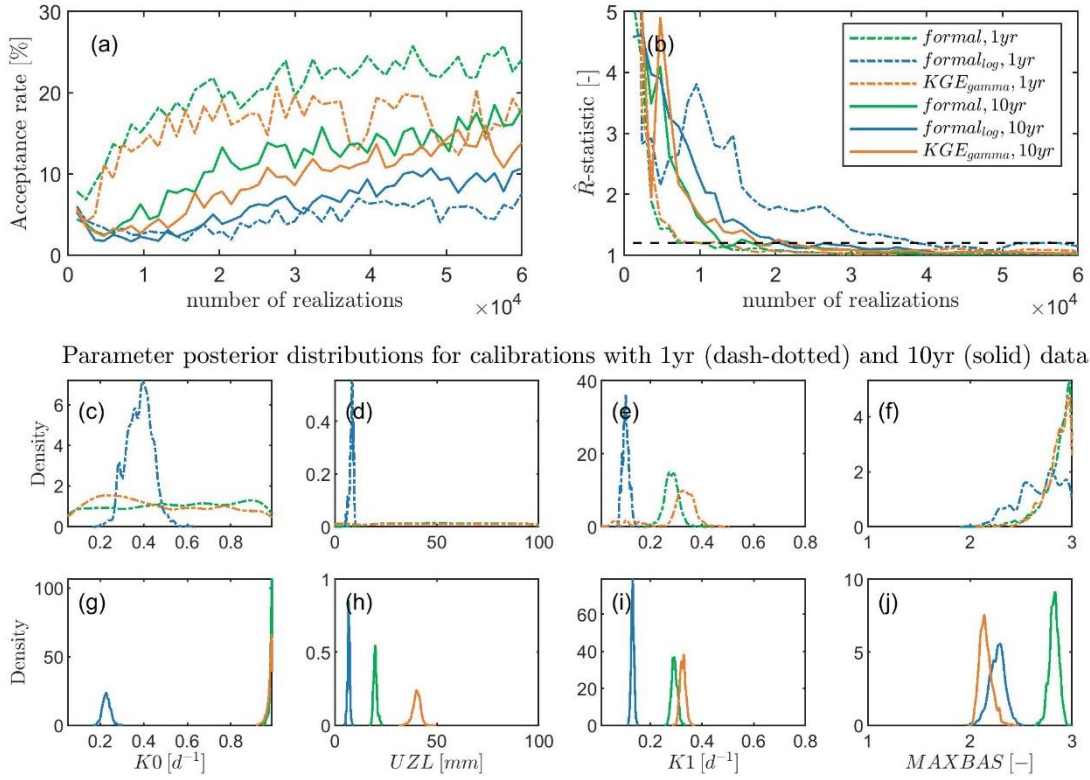 30
25
20
15
10
5
0
Acceptance rate [%]
(a)
0 1 2 3 4 5 6
number of realizations
×10⁴
5
4
3
2
1
R̂-statistic [-]
(b)
formal, 1yr
formal_log, 1yr
KGE_gamma, 1yr
formal, 10yr
formal_log, 10yr
KGE_gamma, 10yr
0 1 2 3 4 5 6
number of realizations
×10⁴
Parameter posterior distributions for calibrations with 1yr (dash-dotted) and 10yr (solid) data
Density
6
4
2
0
(c)
0.2 0.4 0.6 0.8
0.4
0.2
0
(d)
0 50 100
40
20
0
(e)
0.2 0.4 0.6 0.8
6
4
2
0
(f)
1 2 3
Density
100
50
0
(g)
0.2 0.4 0.6 0.8
K0 [d⁻¹]
1
0.5
0
(h)
0 50 100
UZL [mm]
60
40
20
0
(i)
0.2 0.4 0.6 0.8
K1 [d⁻¹]
10
5
0
(j)
1 2 3
MAXBAS [−]